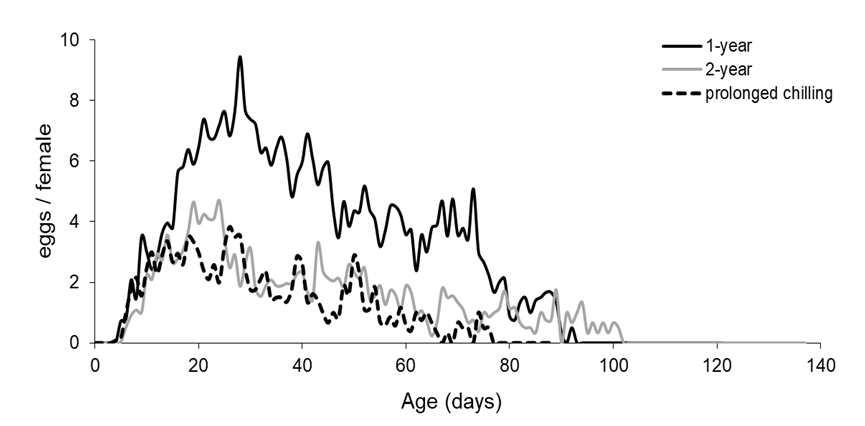 10
8
6
4
2
0
eggs / female
0 20 40 60 80 100 120 140
Age (days)
1-year
2-year
prolonged chilling